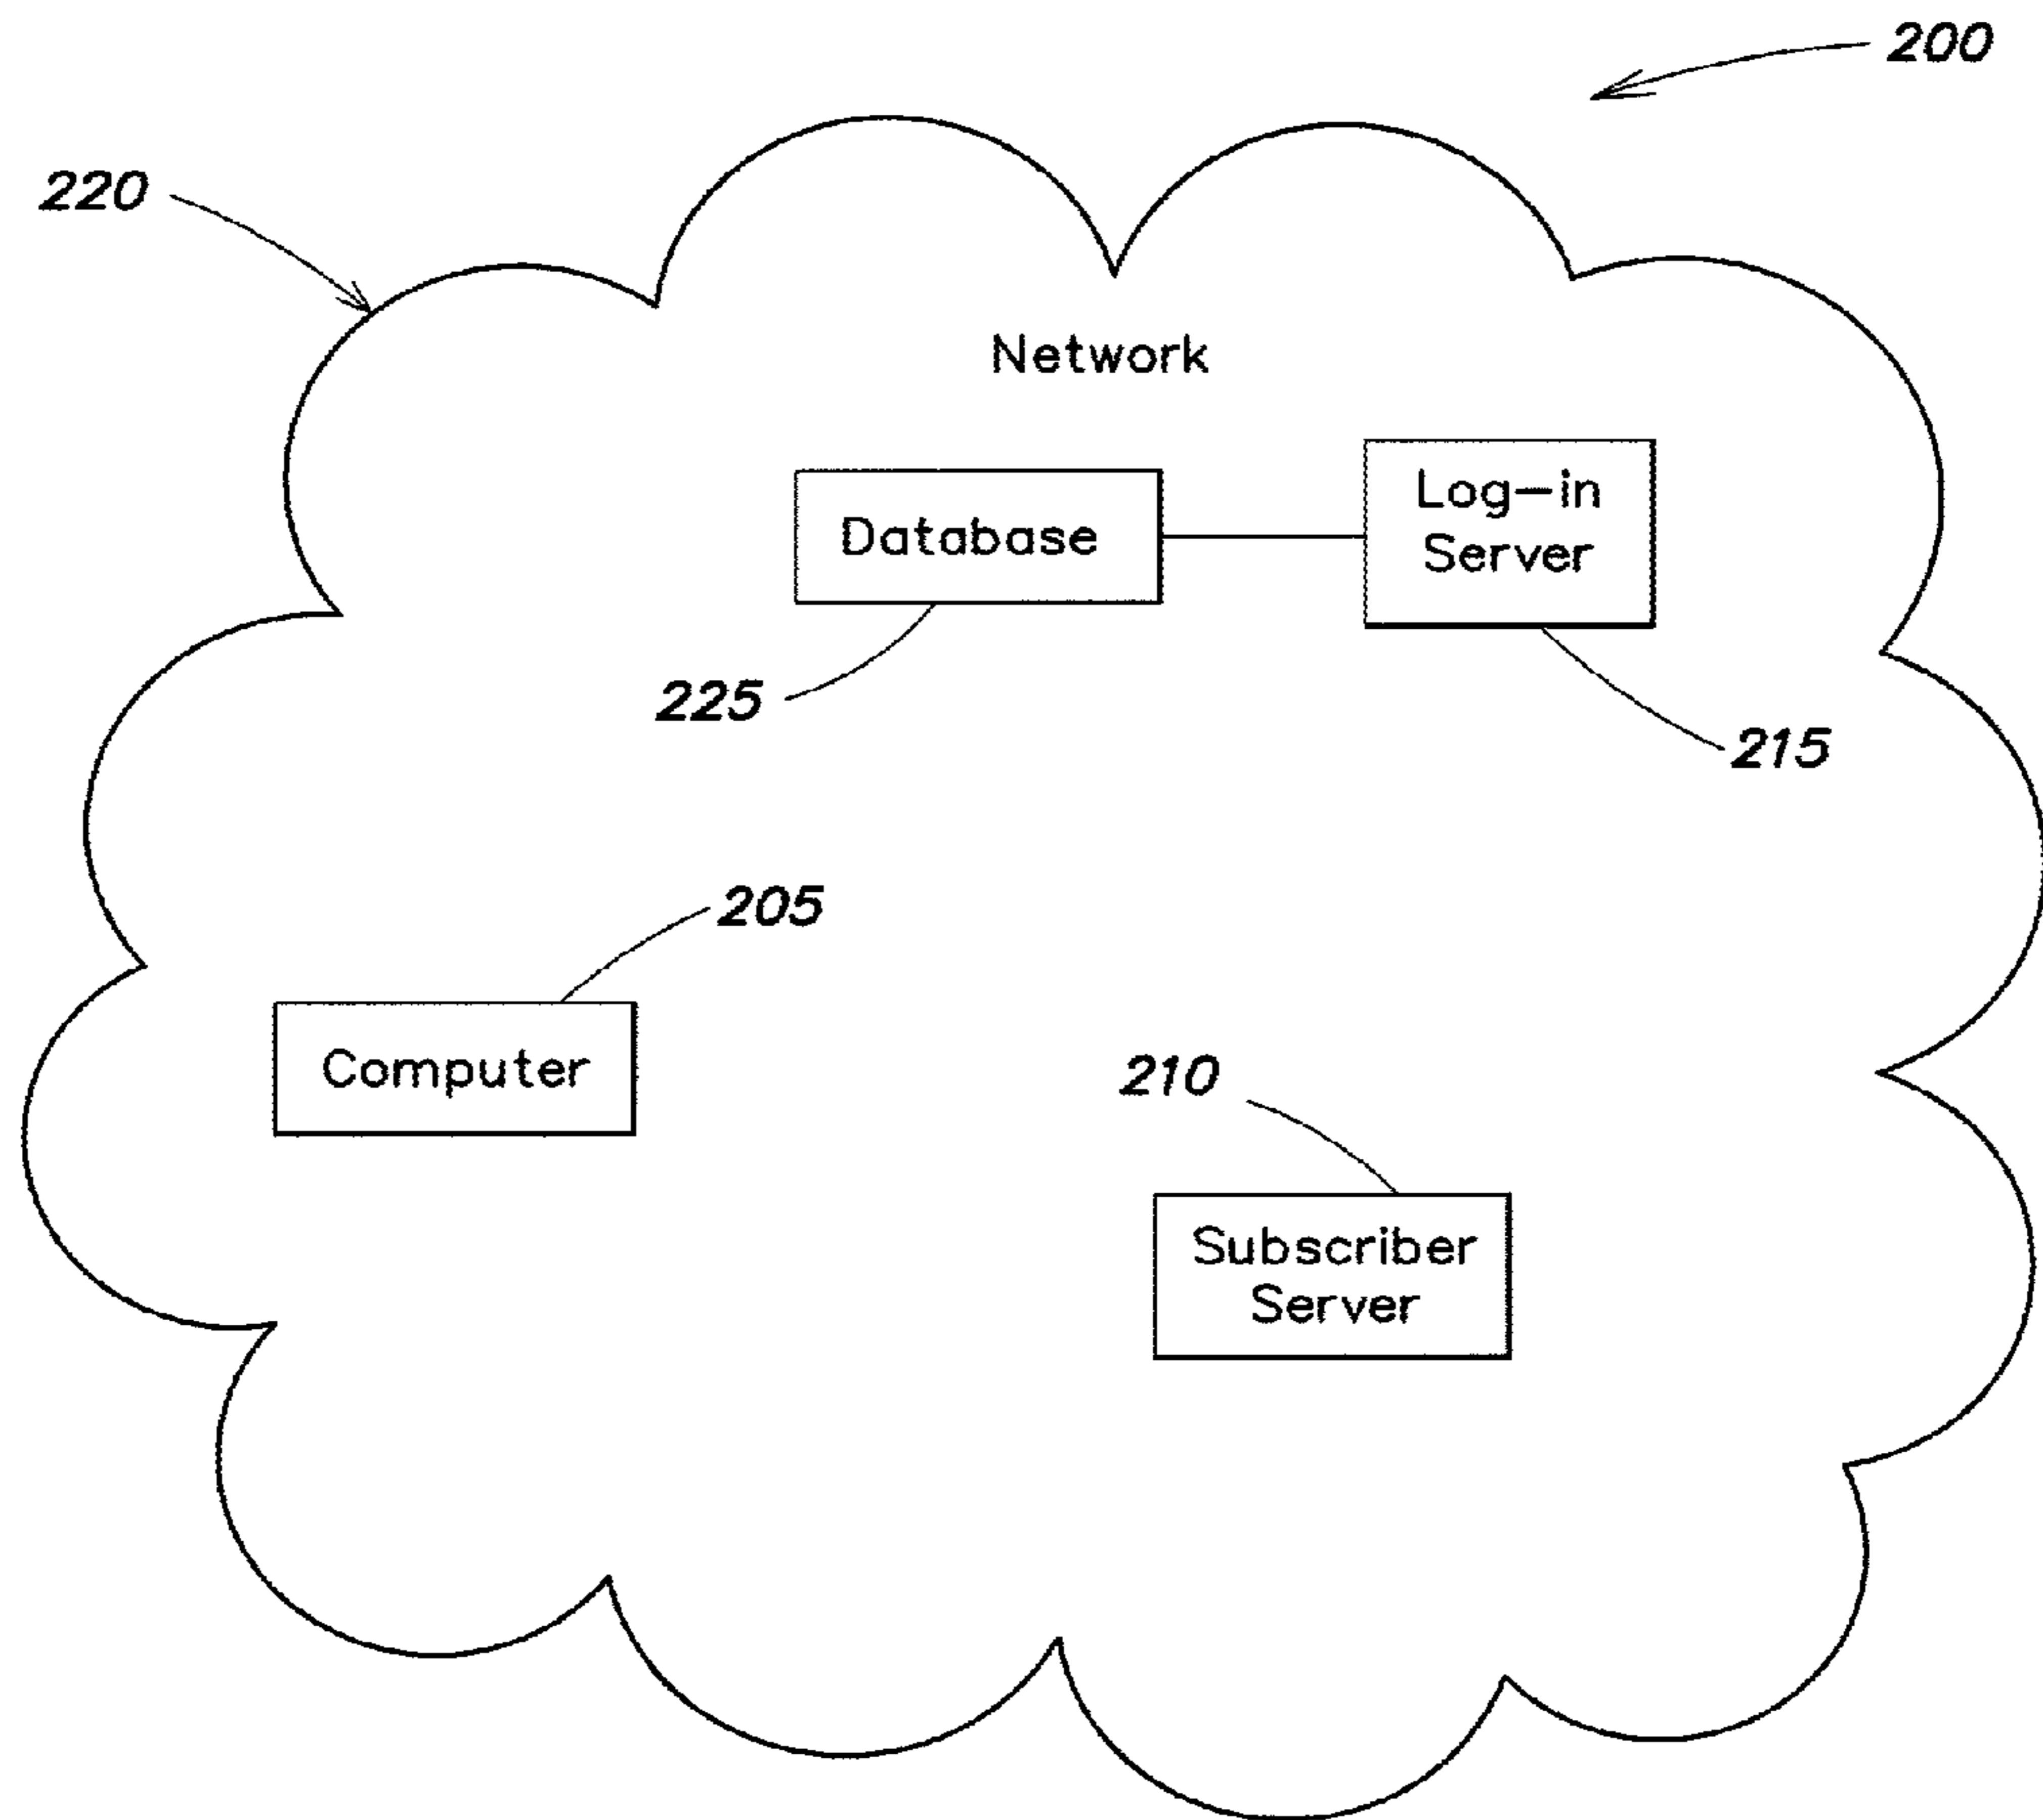 200
220
Network
Database
Log-in
Server
225
215
205
Computer
210
Subscriber
Server